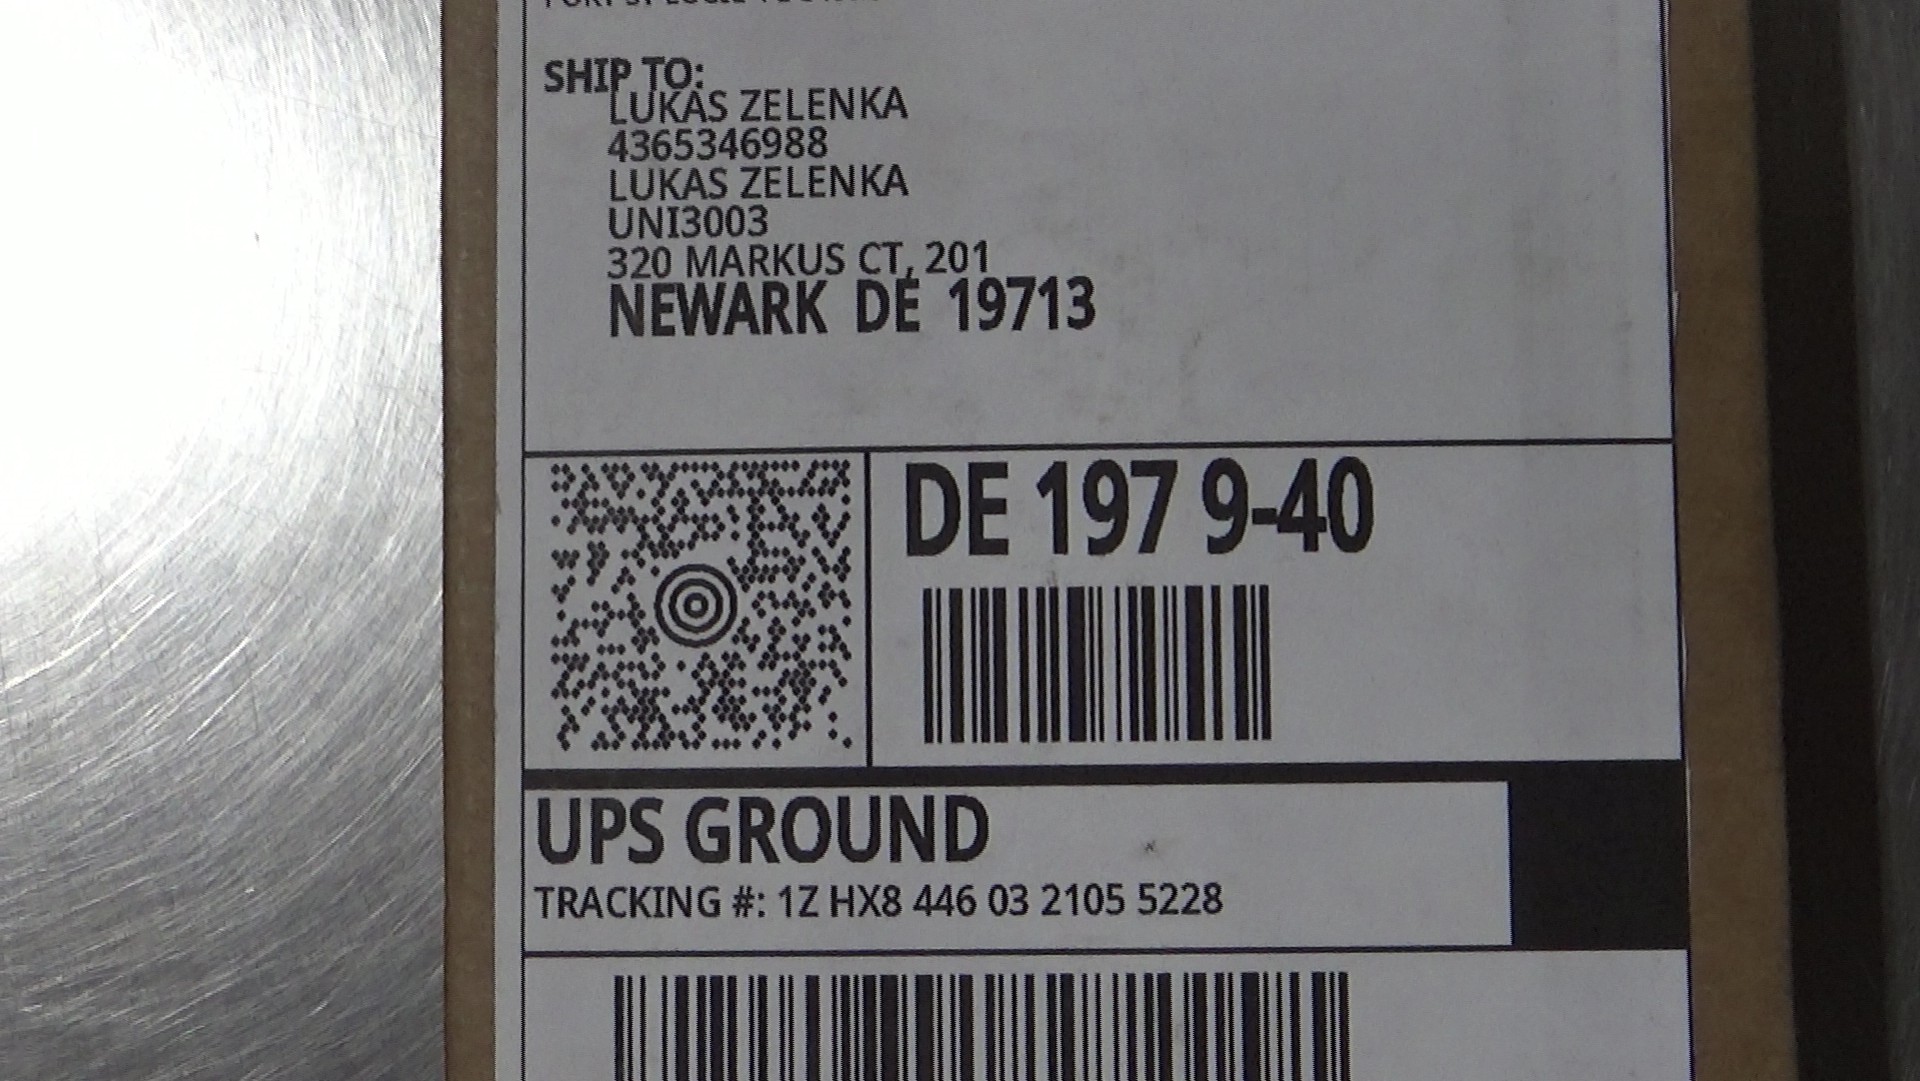 SHIP TO:
LUKAS ZELENKA
4365346988
LUKAS ZELENKA
UNI3003
320 MARKUS CT, 201
NEWARK DE 19713
DE 197 9-40
UPS GROUND
TRACKING #: 1Z HX8 446 03 2105 5228